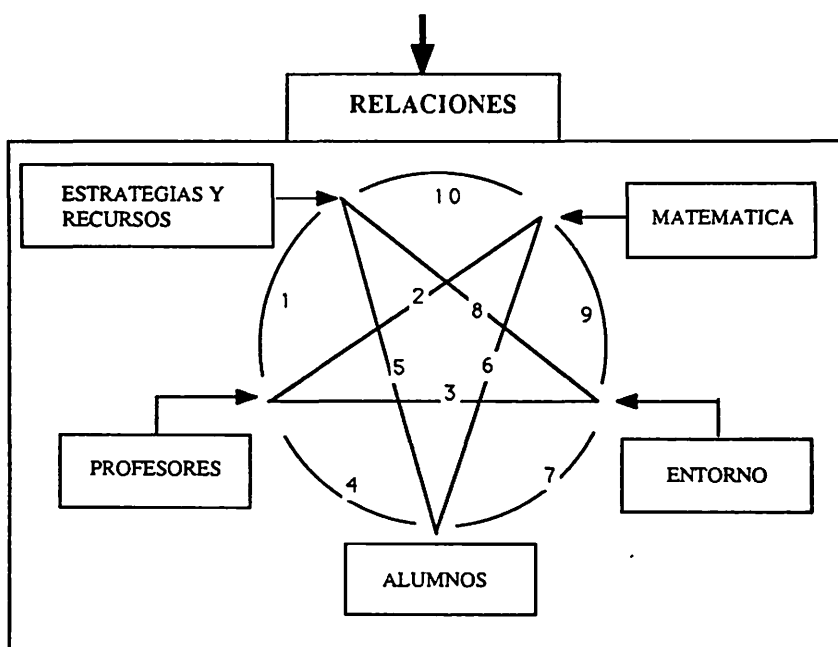 RELACIONES
ESTRATEGIAS Y
RECURSOS
10
MATEMATICA
1
2
8
9
5
6
3
PROFESORES
ENTORNO
4
7
ALUMNOS